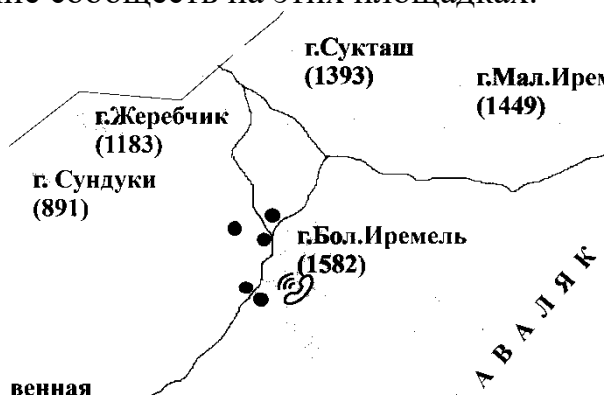 ие сообществ на этих площадках.
г.Сукташ
(1393)
г.Мал.Ирем
(1449)
г.Жеребчик
(1183)
г. Сундуки
(891)
г.Бол.Иремель
(1582)
АВАЛЯК
венная